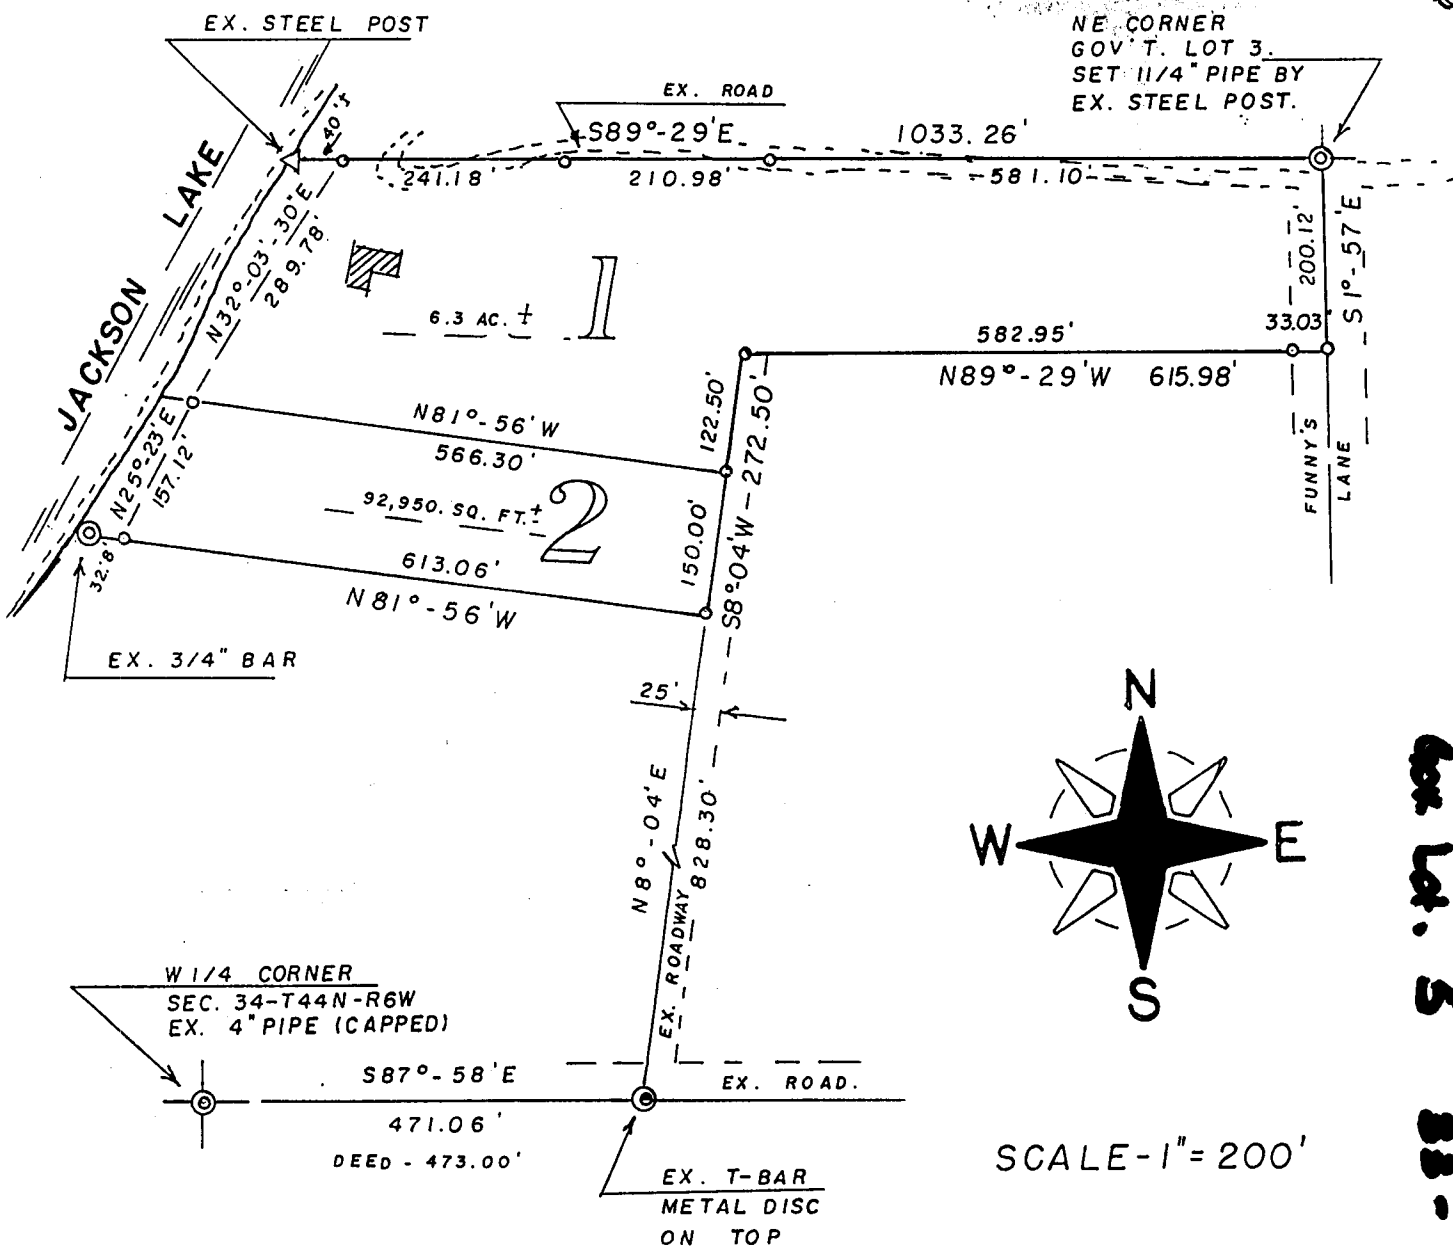 EX. STEEL POST
NE CORNER
GOV'T. LOT 3.
SET 1 1/4" PIPE BY
EX. STEEL POST.
EX. ROAD
40'±
S89°-29'E
1033.26'
241.18'
210.98'
581.10
JACKSON LAKE
N32°-03'-30"E
289.78'
1
6.3 AC. ±
200.12'
S1°-57'E
33.03'
582.95'
N89°-29'W 615.98'
FUNNY'S
LANE
122.50'
S8°-04'W-272.50'
N81°-56'W
566.30'
N25°-23'E
157.12'
92,950. SQ. FT.±
2
150.00'
613.06'
N81°-56'W
32.'8'
EX. 3/4" BAR
25'
N8°-04'E
828.30'
EX. ROADWAY
N
W
E
S
W 1/4 CORNER
SEC. 34-T44N-R6W
EX. 4" PIPE (CAPPED)
S87°-58'E
471.06'
DEED - 473.00'
EX. ROAD.
EX. T-BAR
METAL DISC
ON TOP
SCALE-1"=200'
Lot. 5